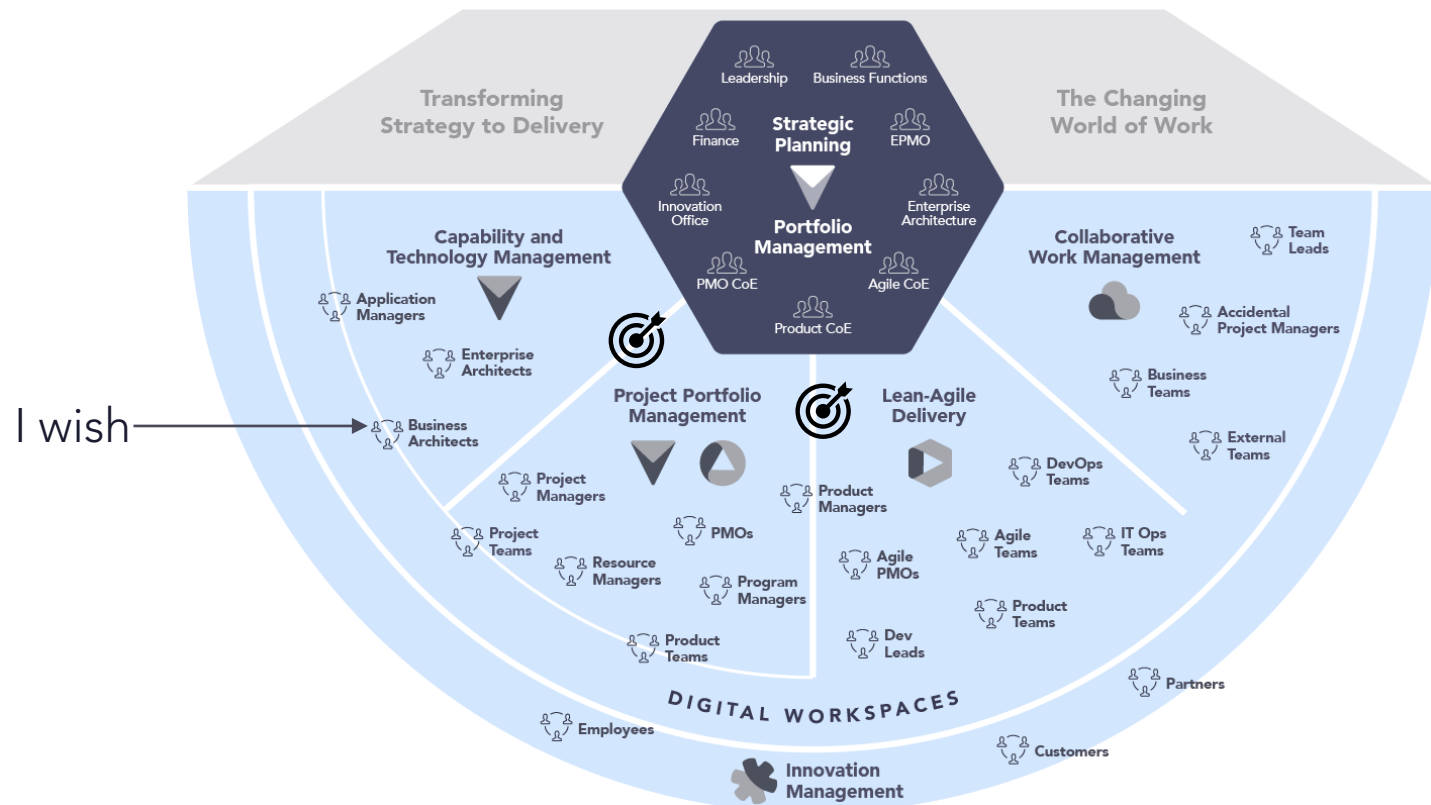 Transforming
Strategy to Delivery
The Changing
World of Work
Leadership
Business Functions
Finance
Strategic
Planning
EPMO
Innovation
Office
Enterprise
Architecture
Portfolio
Management
PMO CoE
Agile CoE
Product CoE
Capability and
Technology Management
Application
Managers
Enterprise
Architects
I wish
Business
Architects
Project Portfolio
Management
Project
Managers
Project
Teams
PMOs
Resource
Managers
Program
Managers
Product
Teams
Lean-Agile
Delivery
Product
Managers
DevOps
Teams
Agile
PMOs
Agile
Teams
IT Ops
Teams
Product
Teams
Dev
Leads
Collaborative
Work Management
Team
Leads
Accidental
Project Managers
Business
Teams
External
Teams
DIGITAL WORKSPACES
Employees
Partners
Customers
Innovation
Management